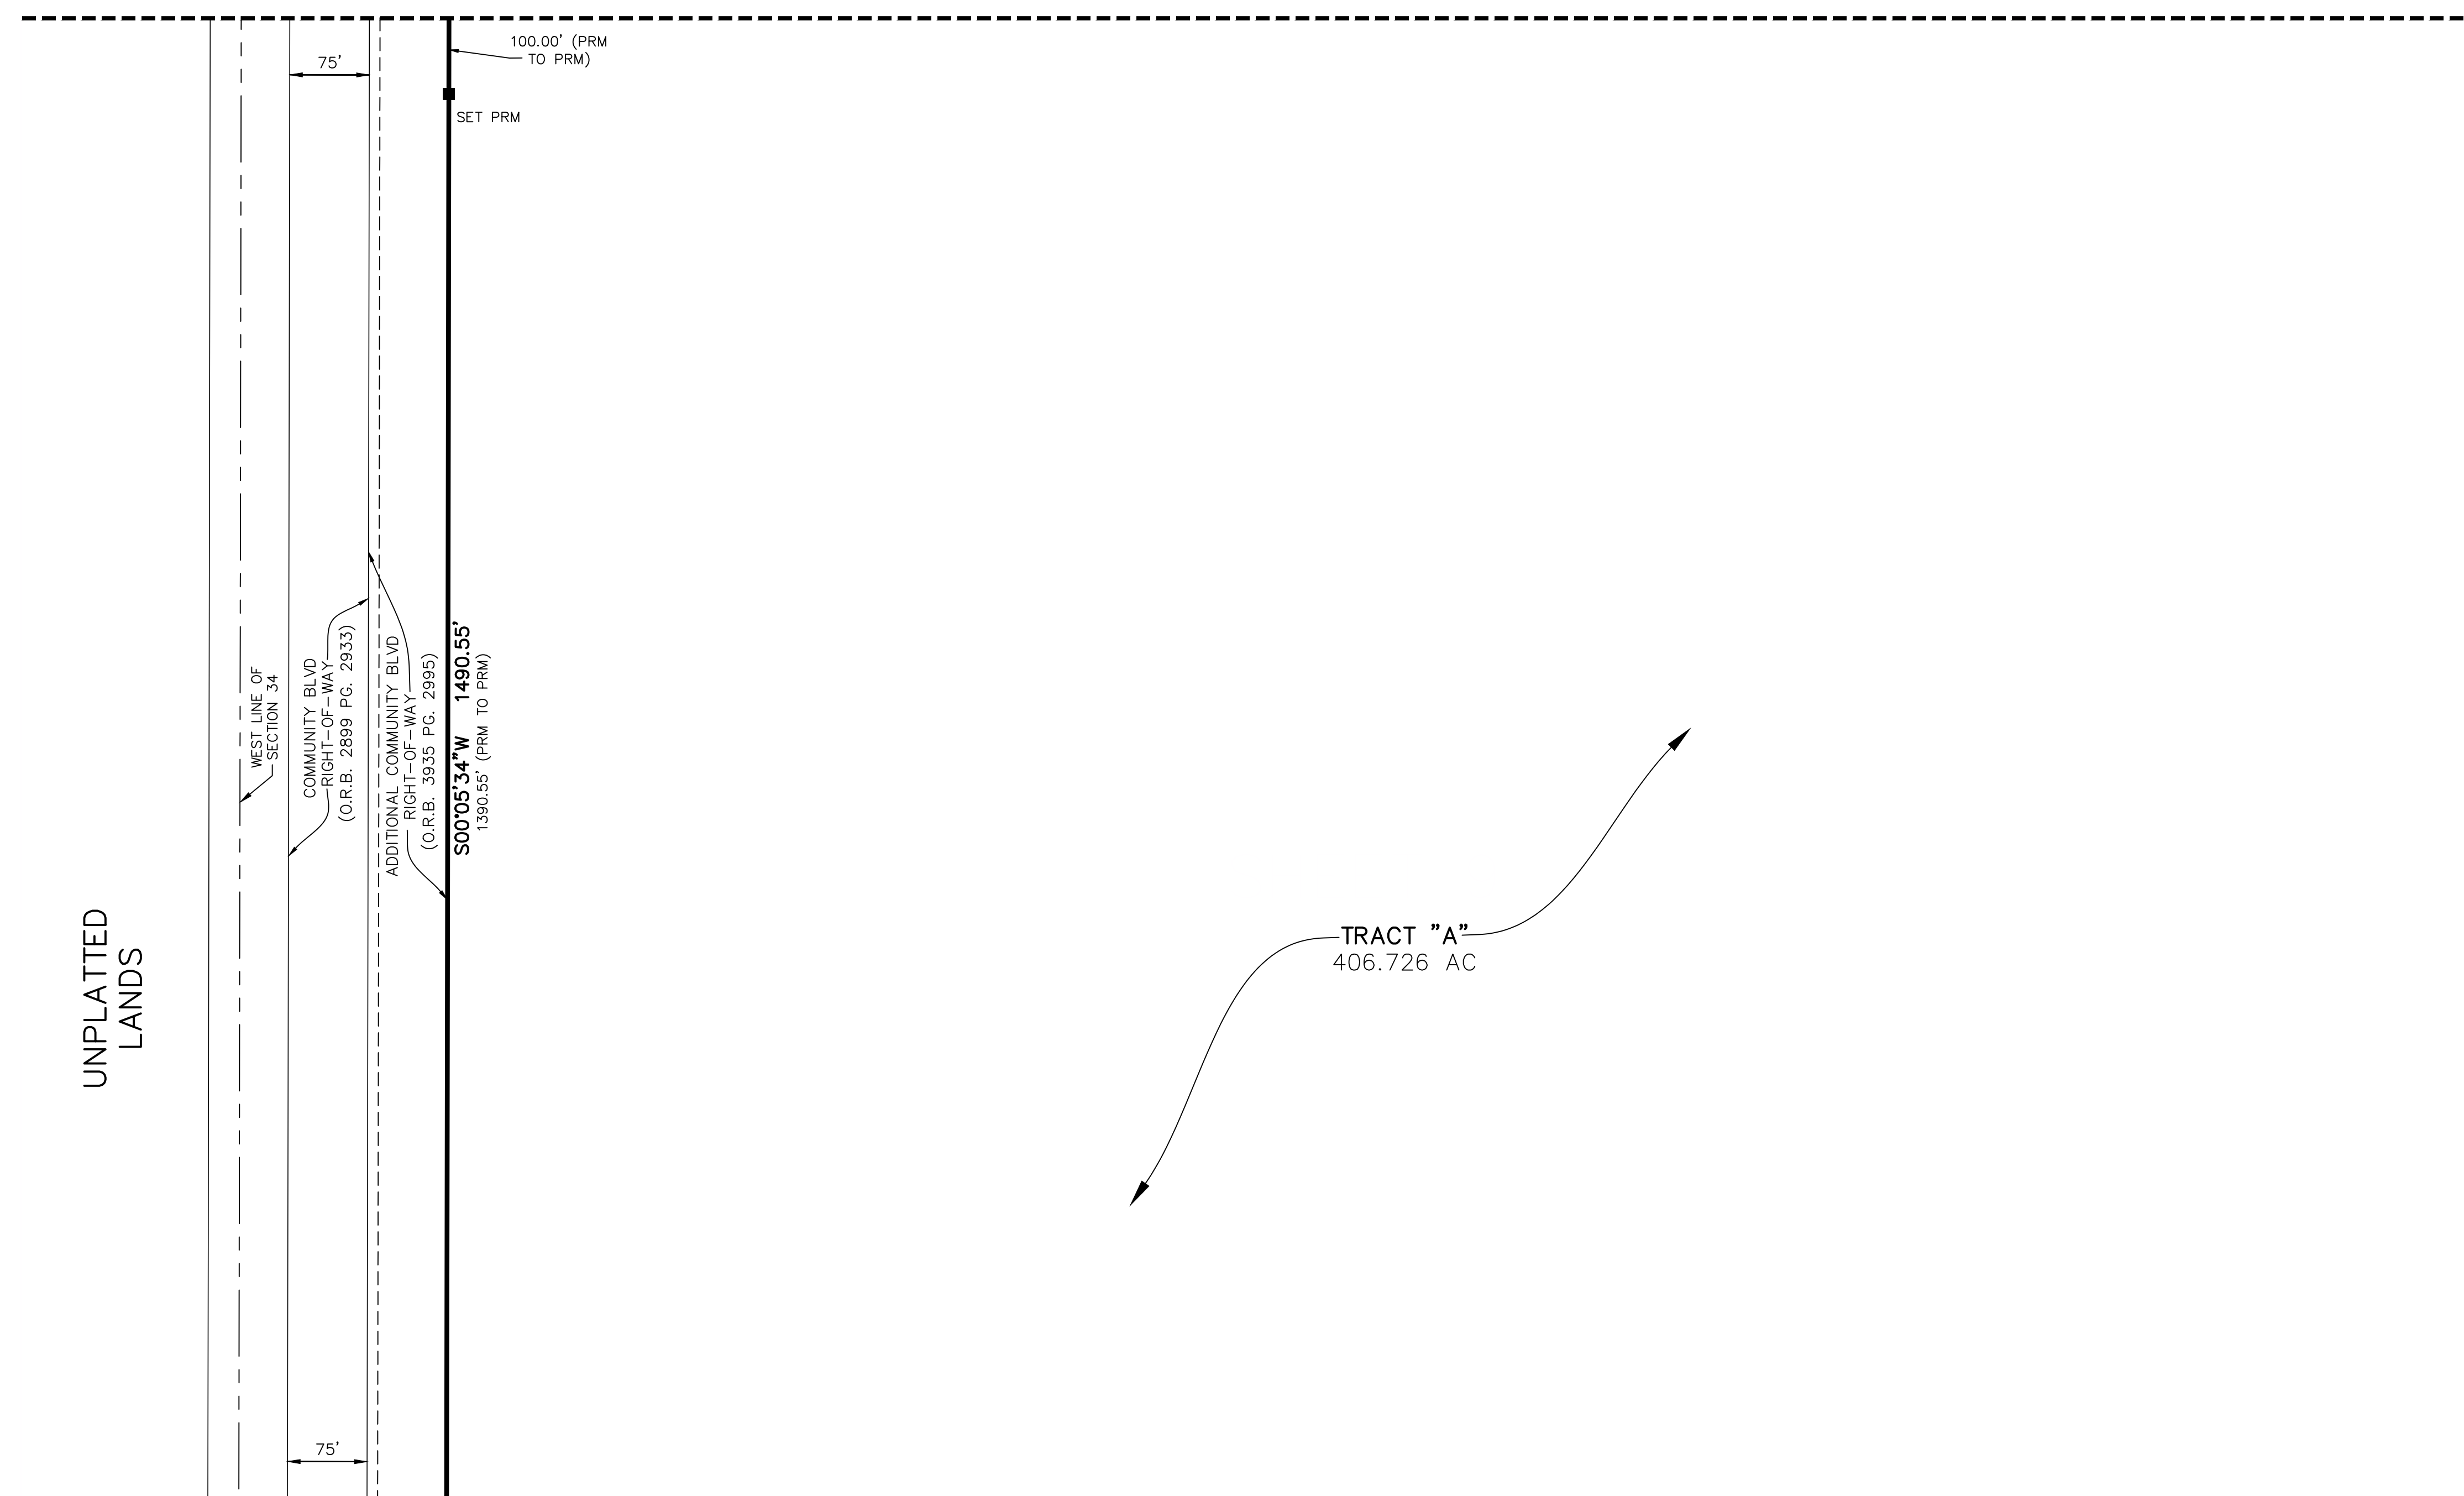 100.00' (PRM
TO PRM)
75'
SET PRM
WEST LINE OF
SECTION 34
COMMUNITY BLVD
RIGHT-OF-WAY
(O.R.B. 2899 PG. 2933)
ADDITIONAL COMMUNITY BLVD
RIGHT-OF-WAY
(O.R.B. 3935 PG. 2995)
S00°05'34"W 1490.55'
1390.55' (PRM TO PRM)
UNPLATTED
LANDS
TRACT "A"
406.726 AC
75'